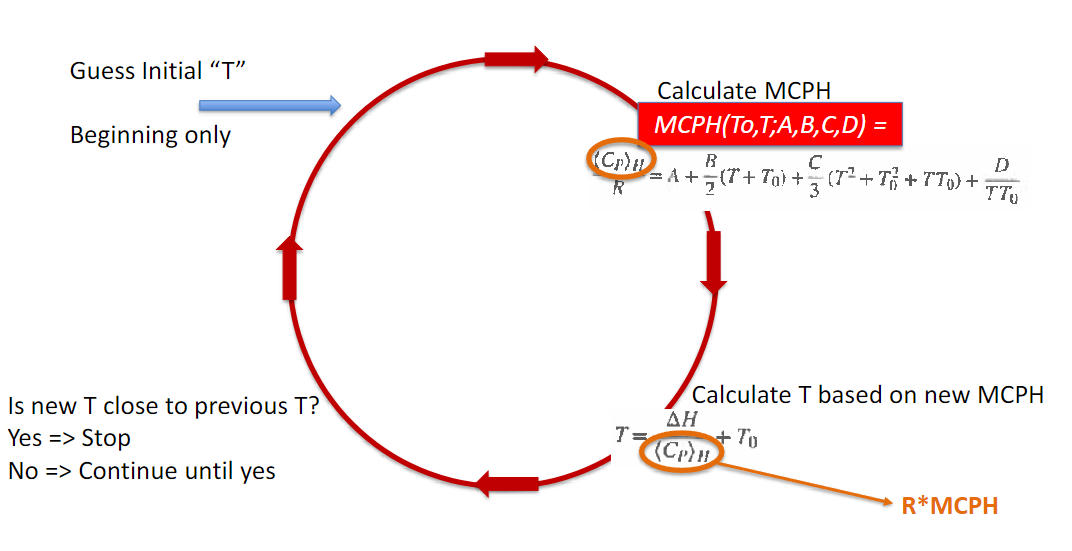 Guess Initial “T”
Beginning only
Calculate MCPH
MCPH(To,T;A,B,C,D) =
⟨C_P⟩_H / R = A + B/2 (T + T_0) + C/3 (T^2 + T_0^2 + TT_0) + D / TT_0
Calculate T based on new MCPH
T = ΔH / ⟨C_P⟩_H + T_0
R*MCPH
Is new T close to previous T?
Yes => Stop
No => Continue until yes